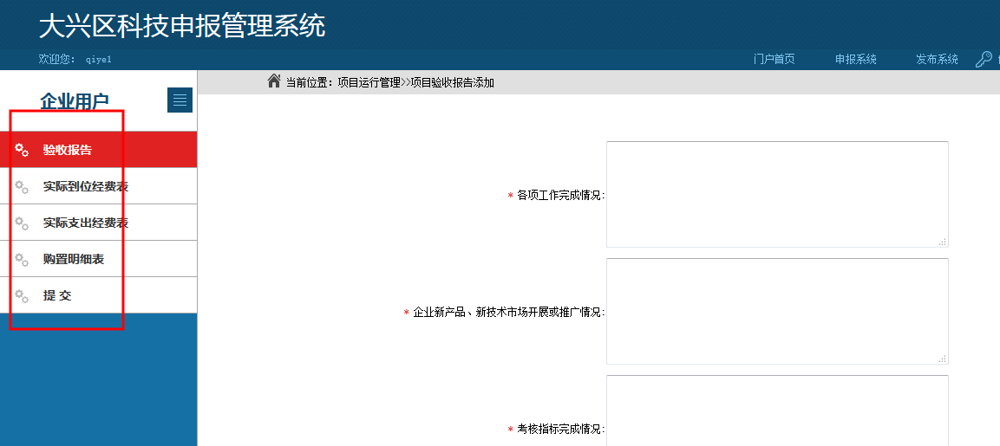 大兴区科技申报管理系统
欢迎您： qiye1
门户首页 申报系统 发布系统
企业用户
当前位置：项目运行管理>>项目验收报告添加
验收报告
实际到位经费表
实际支出经费表
购置明细表
提 交
* 各项工作完成情况:
* 企业新产品、新技术市场开展或推广情况:
* 考核指标完成情况: